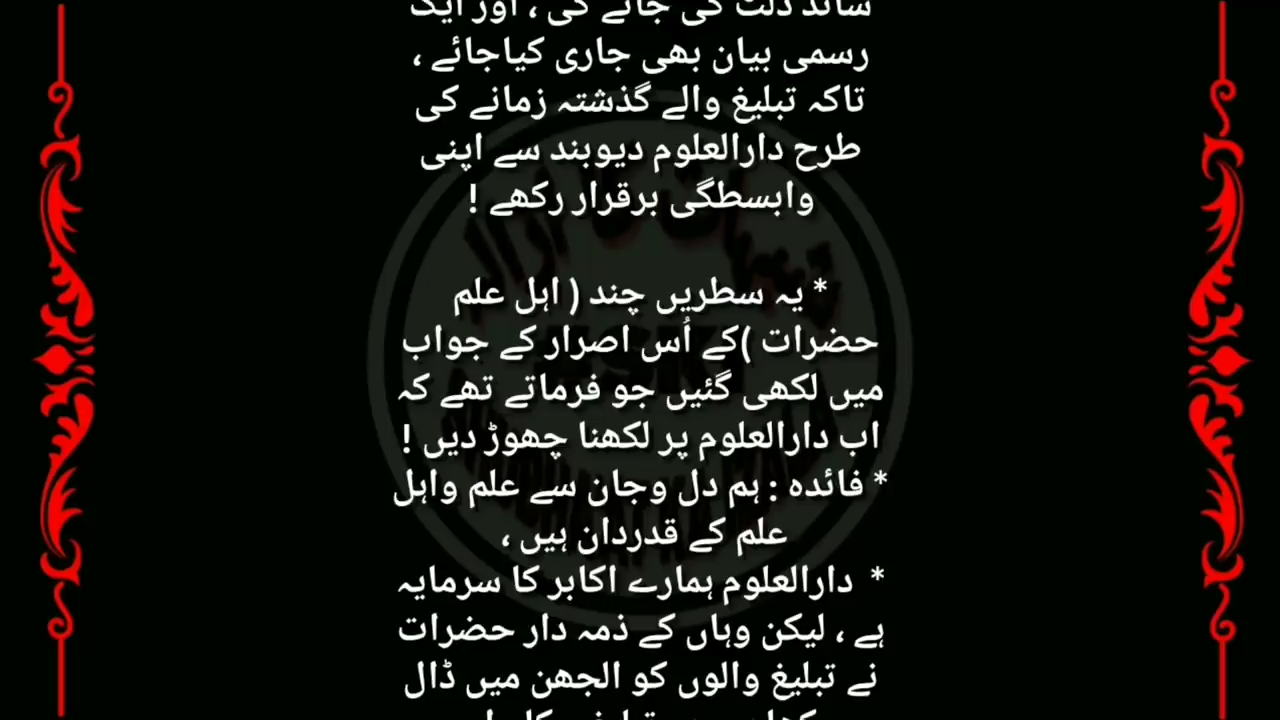 رسمی بیان بھی جاری کیاجائے ،
تاکہ تبلیغ والے گذشتہ زمانے کی
طرح دارالعلوم دیوبند سے اپنی
وابسطگی برقرار رکھے !
* یہ سطریں چند ( اہل علم
حضرات )کے اُس اصرار کے جواب
میں لکھی گئیں جو فرماتے تھے کہ
اب دارالعلوم پر لکھنا چھوڑ دیں !
* فائدہ : ہم دل وجان سے علم واہل
علم کے قدردان ہیں ،
* دارالعلوم ہمارے اکابر کا سرمایہ
ہے ، لیکن وہاں کے ذمہ دار حضرات
نے تبلیغ والوں کو الجھن میں ڈال